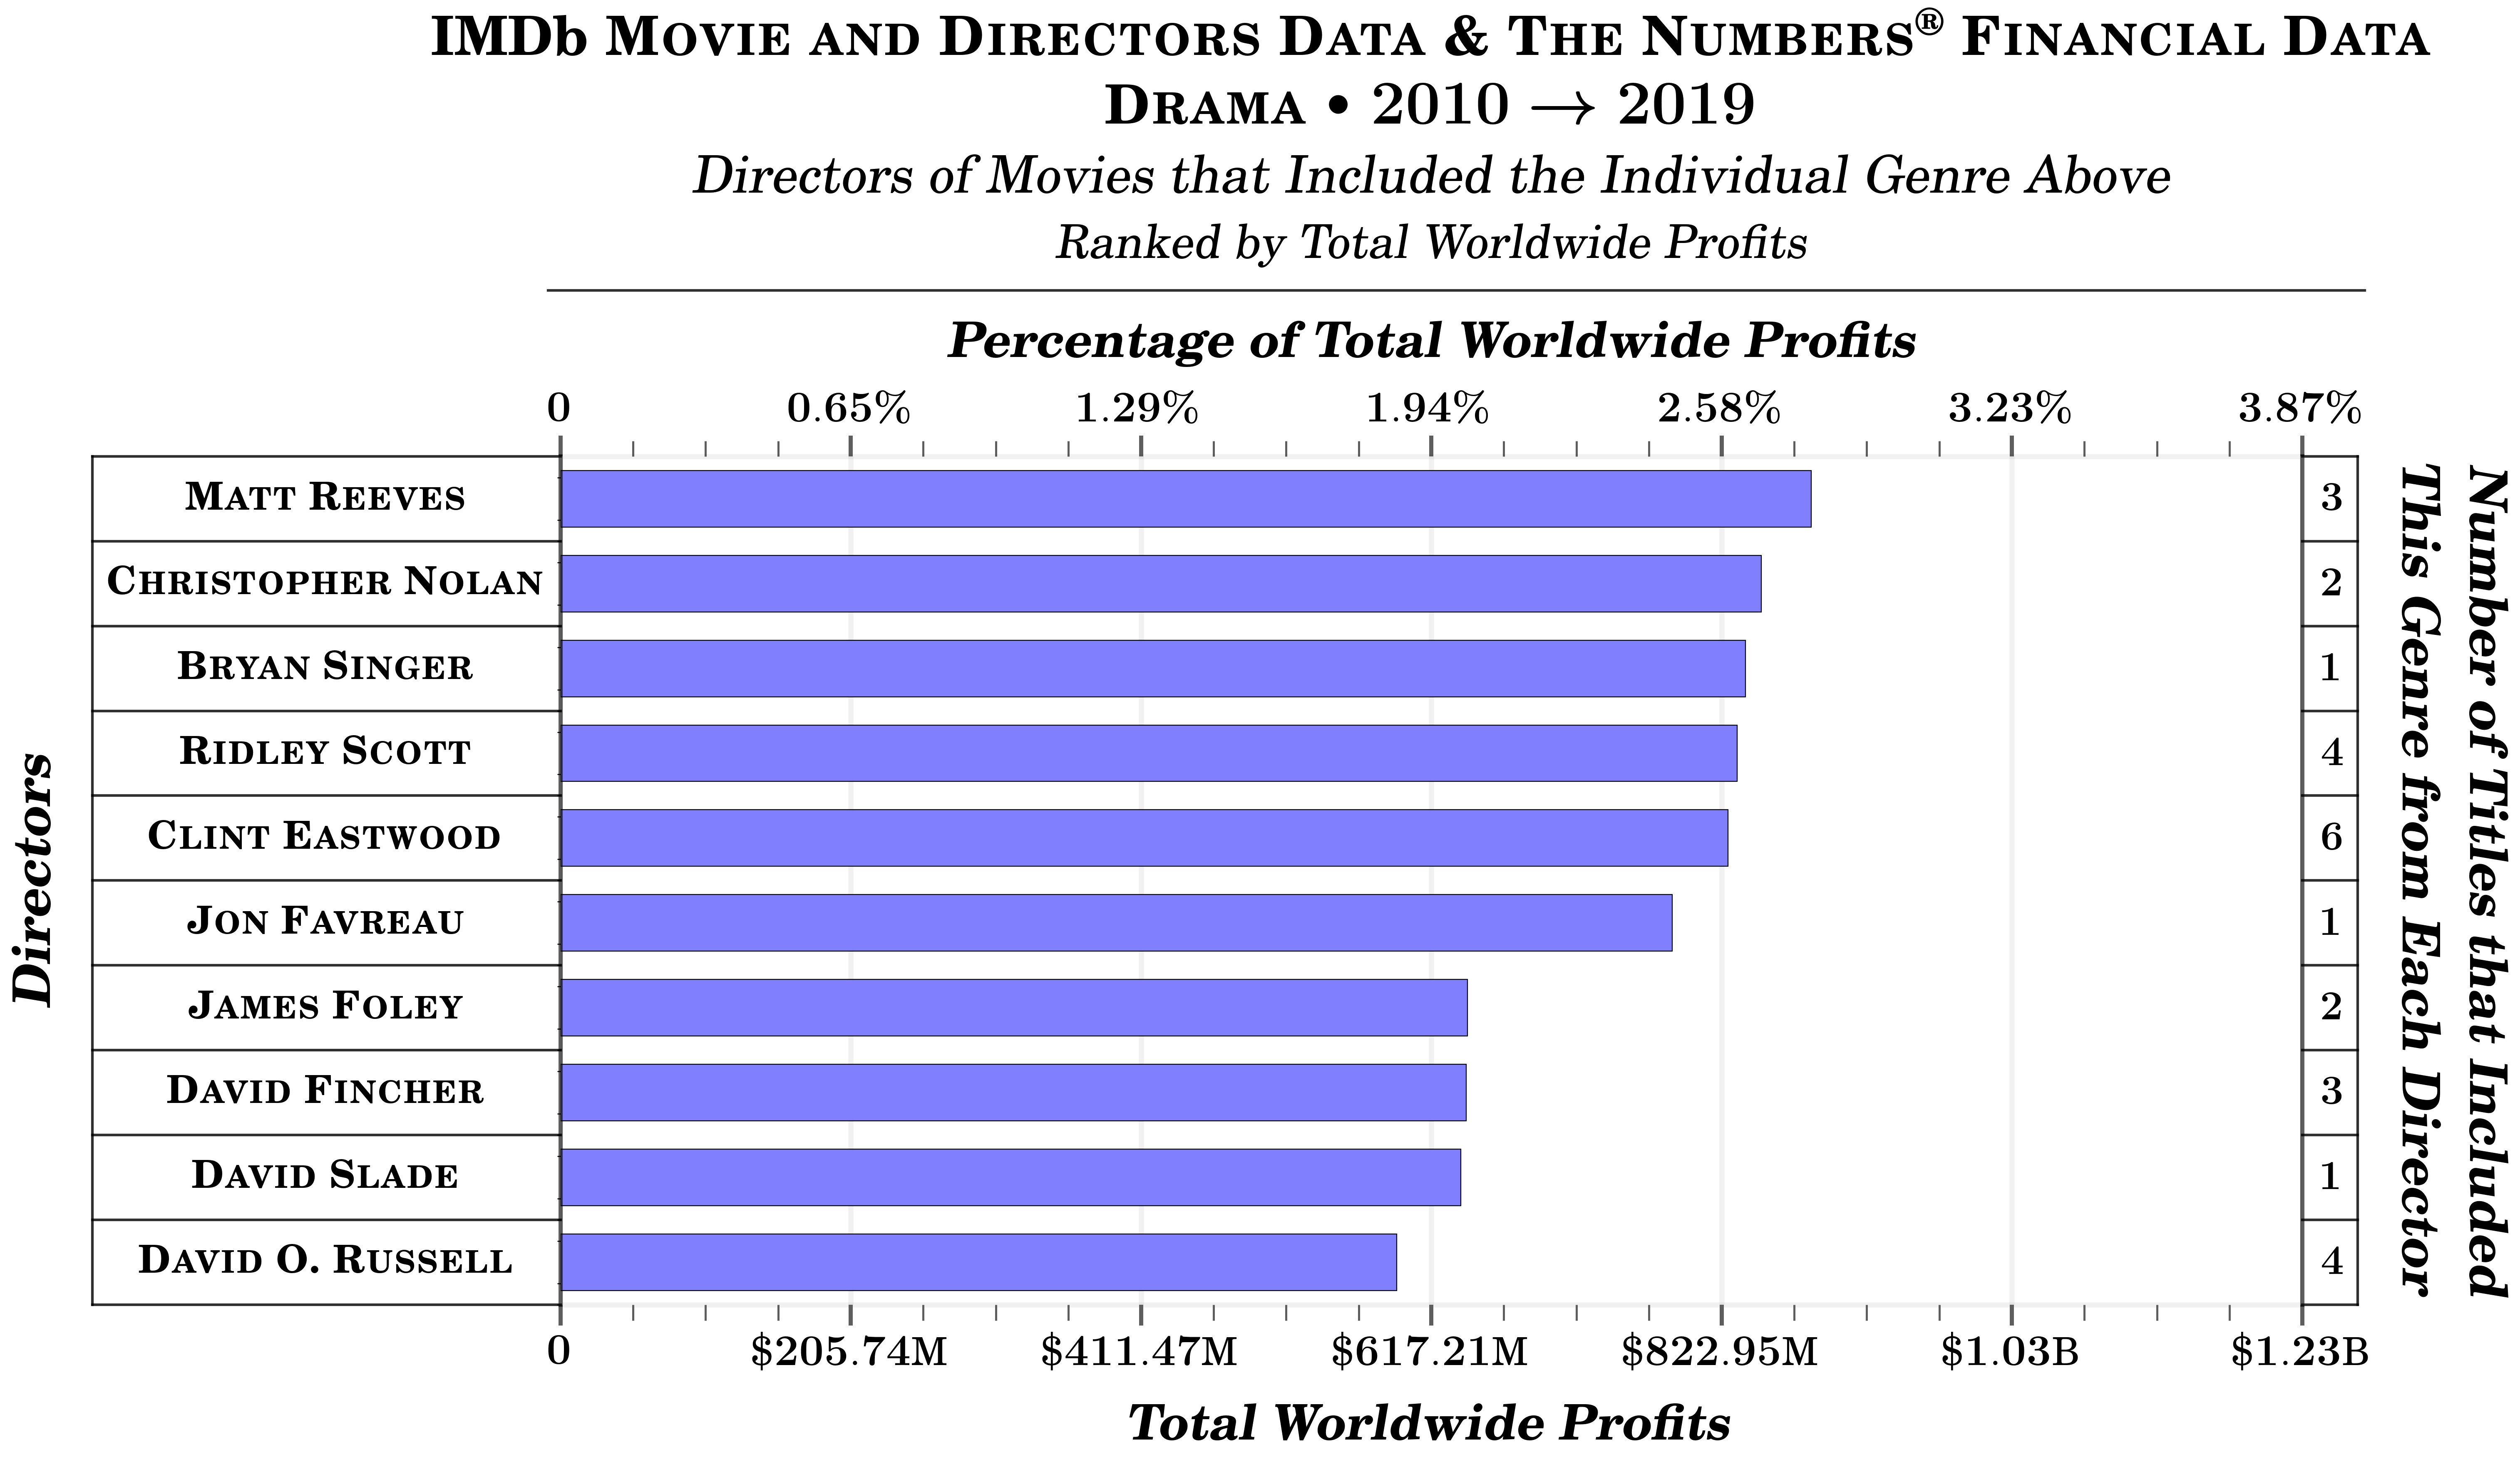 IMDb Movie and Directors Data & The Numbers® Financial Data
Drama • 2010 → 2019
Directors of Movies that Included the Individual Genre Above
Ranked by Total Worldwide Profits
Percentage of Total Worldwide Profits
0 0.65% 1.29% 1.94% 2.58% 3.23% 3.87%
Directors
Matt Reeves 3
Christopher Nolan 2
Bryan Singer 1
Ridley Scott 4
Clint Eastwood 6
Jon Favreau 1
James Foley 2
David Fincher 3
David Slade 1
David O. Russell 4
Number of Titles that Included
This Genre from Each Director
0 $205.74M $411.47M $617.21M $822.95M $1.03B $1.23B
Total Worldwide Profits